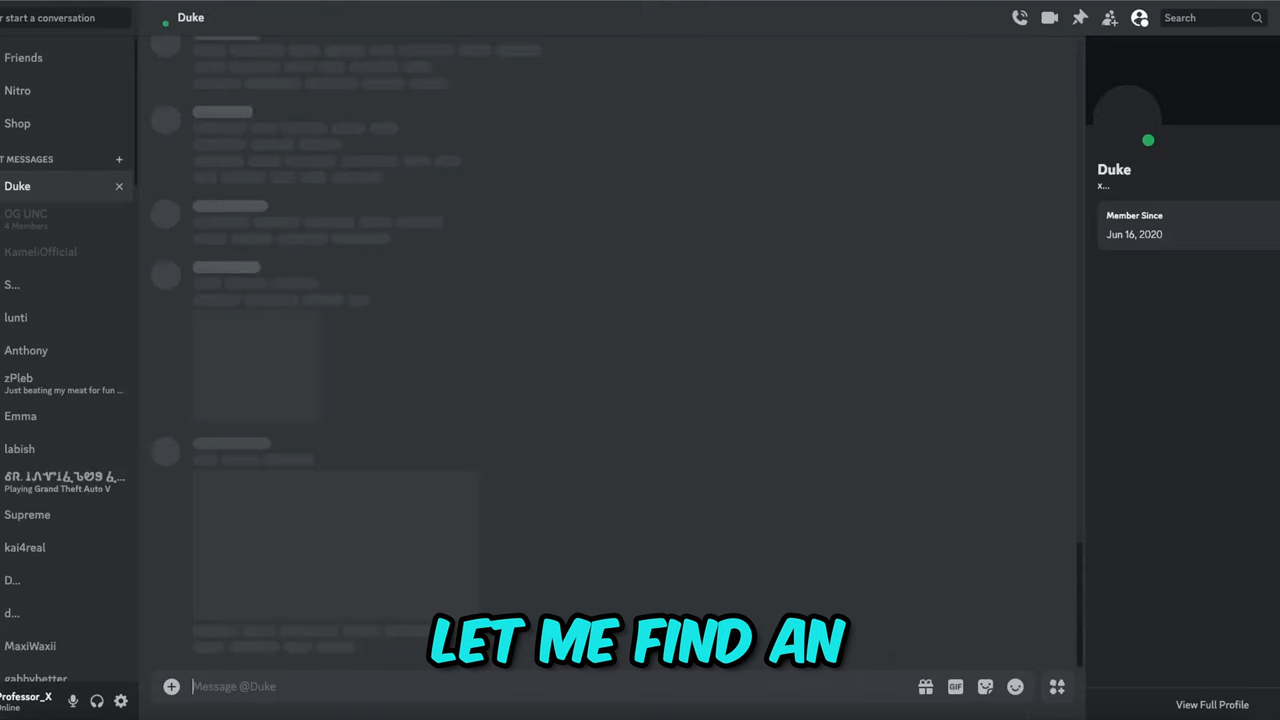 r start a conversation
Duke
Search
Friends
Nitro
Shop
T MESSAGES
Duke
OG UNC
4 Members
KameliOfficial
S...
lunti
Anthony
zPleb
Just beating my meat for fun ...
Emma
labish
Playing Grand Theft Auto V
Supreme
kai4real
D...
d...
MaxiWaxii
gabbybetter
Professor_X
Online
LET ME FIND AN
Message @Duke
GIF
Duke
x...
Member Since
Jun 16, 2020
View Full Profile